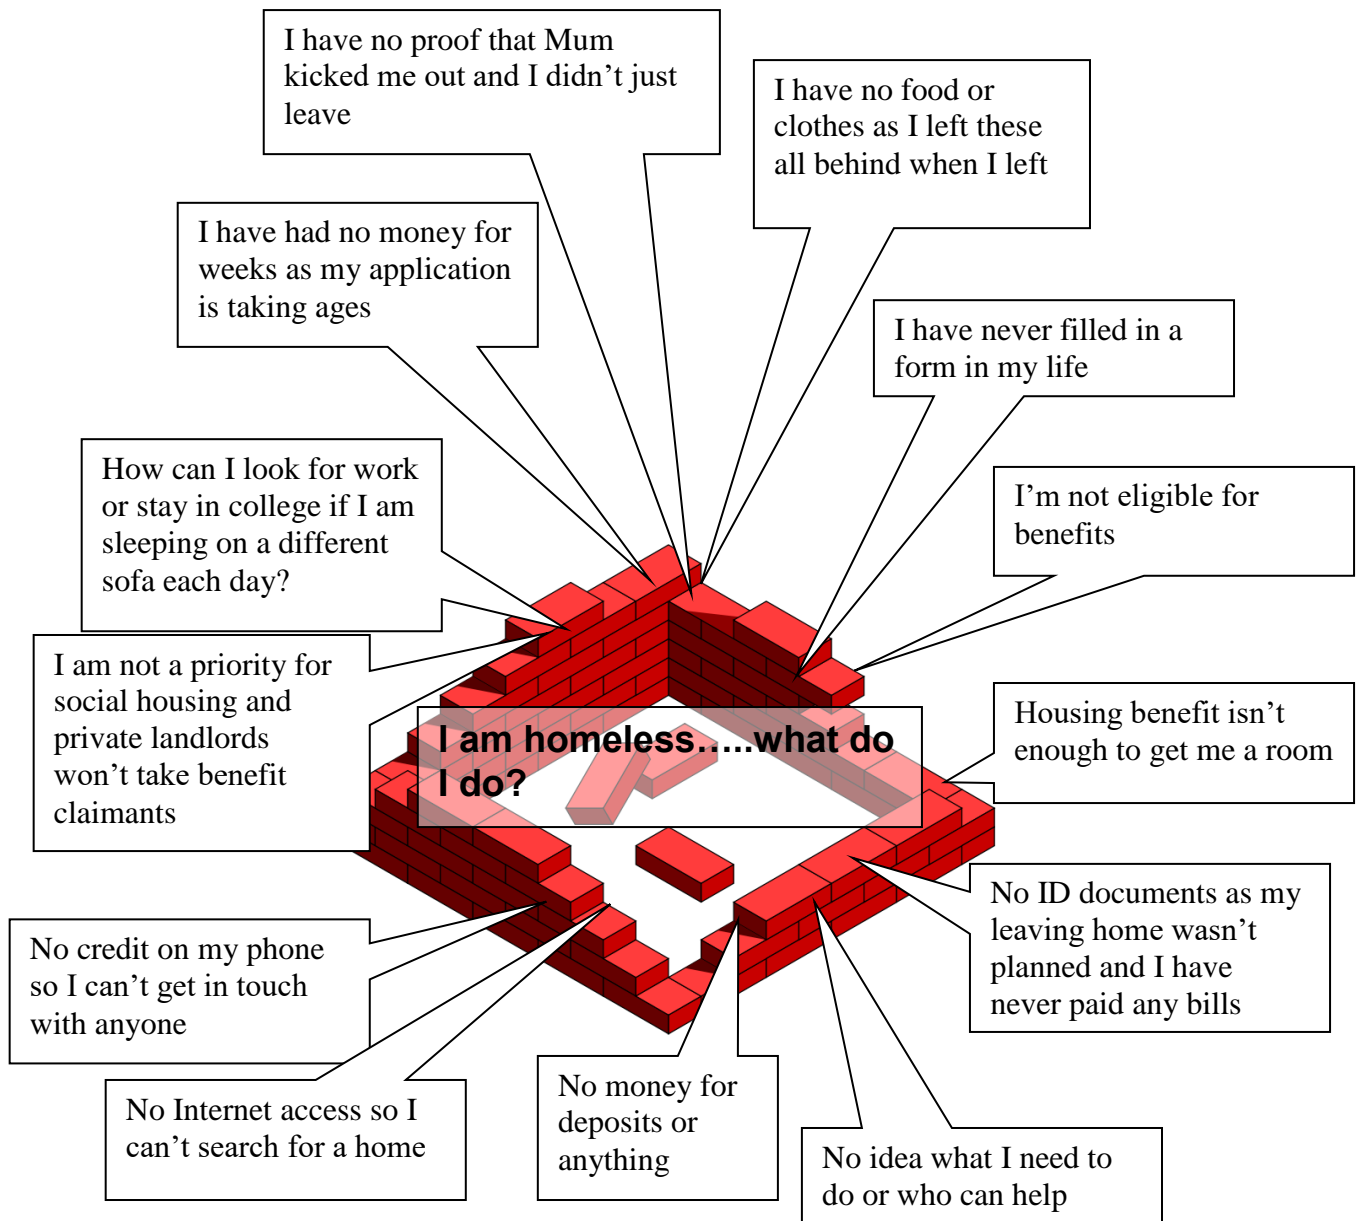 I have no proof that Mum
kicked me out and I didn’t just
leave
I have no food or
clothes as I left these
all behind when I left
I have had no money for
weeks as my application
is taking ages
I have never filled in a
form in my life
How can I look for work
or stay in college if I am
sleeping on a different
sofa each day?
I’m not eligible for
benefits
I am not a priority for
social housing and
private landlords
won’t take benefit
claimants
Housing benefit isn’t
enough to get me a room
I am homeless…..what do
I do?
No ID documents as my
leaving home wasn’t
planned and I have
never paid any bills
No credit on my phone
so I can’t get in touch
with anyone
No Internet access so I
can’t search for a home
No money for
deposits or
anything
No idea what I need to
do or who can help